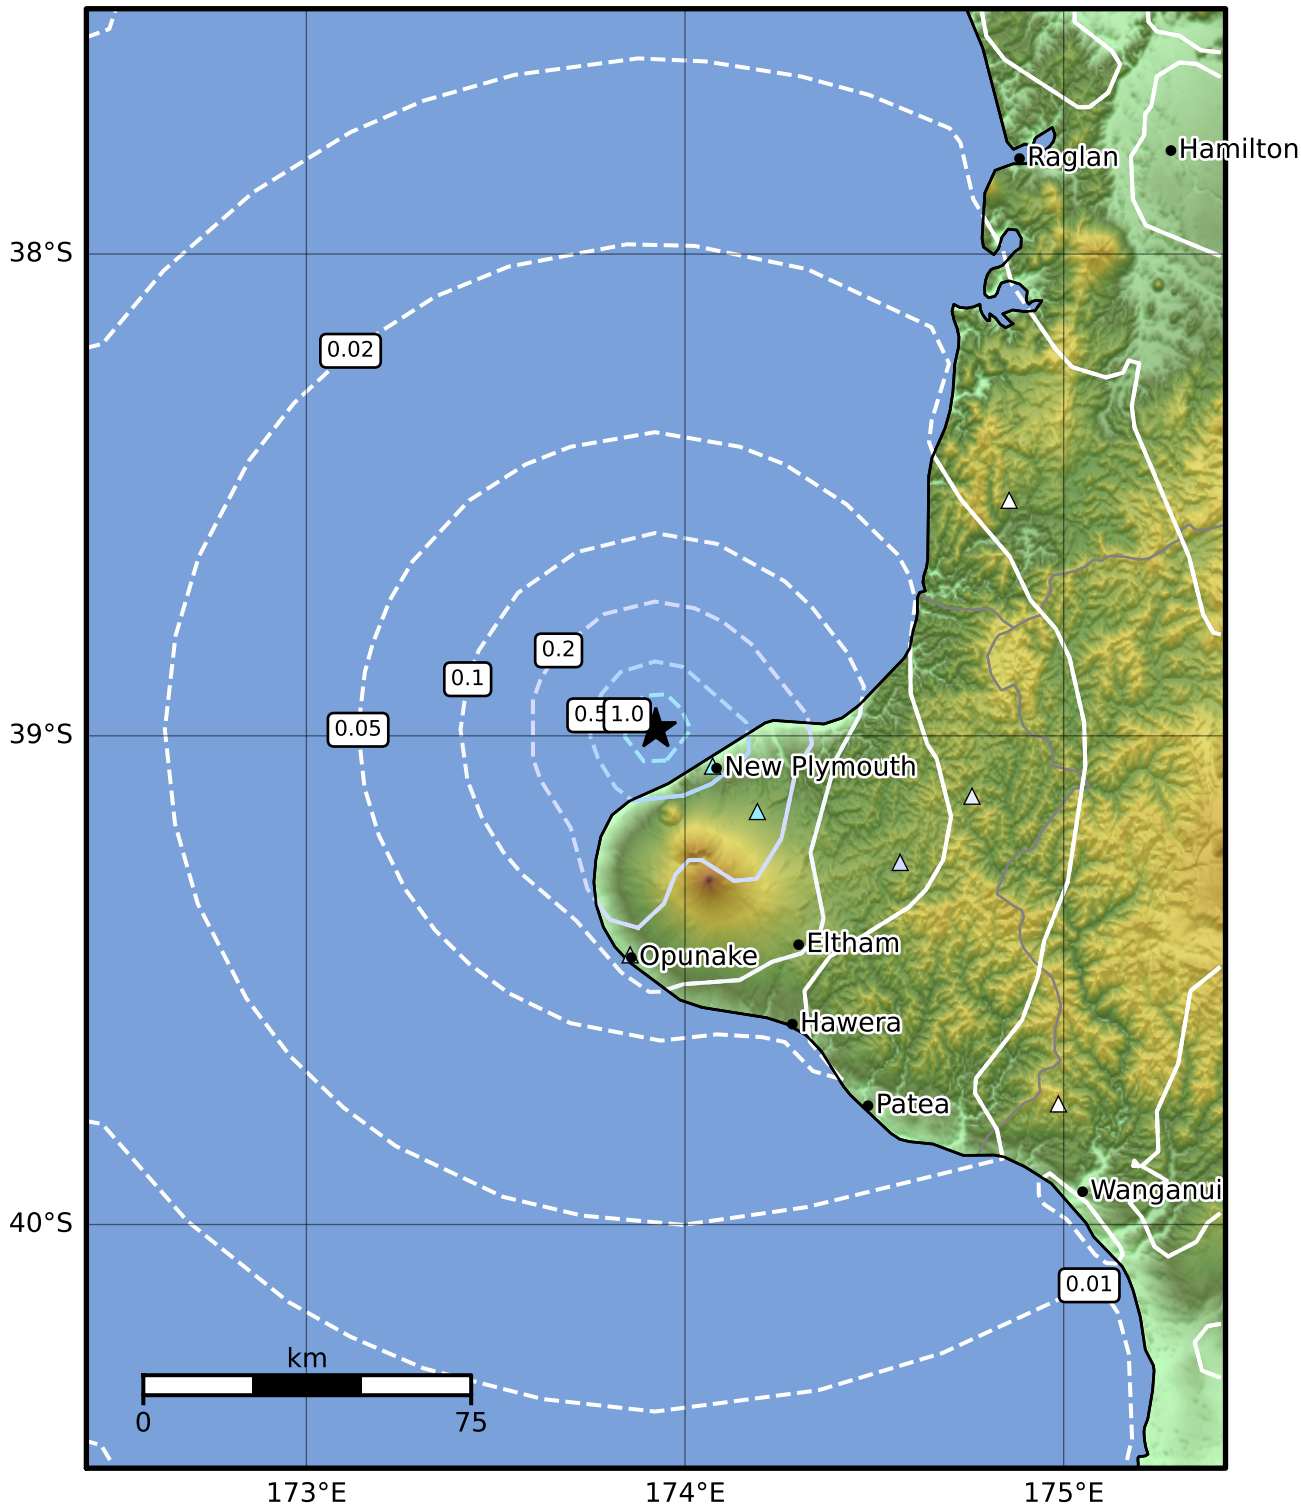 Hamilton
Raglan
38°S
0.02
0.2
0.1
0.5
1.0
0.05
39°S
New Plymouth
Eltham
Opunake
Hawera
Patea
Wanganui
40°S
0.01
km
0 75
173°E 174°E 175°E